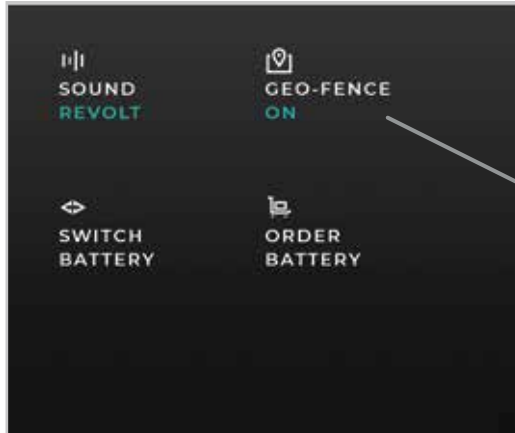 SOUND
REVOLT
GEO-FENCE
ON
SWITCH
BATTERY
ORDER
BATTERY